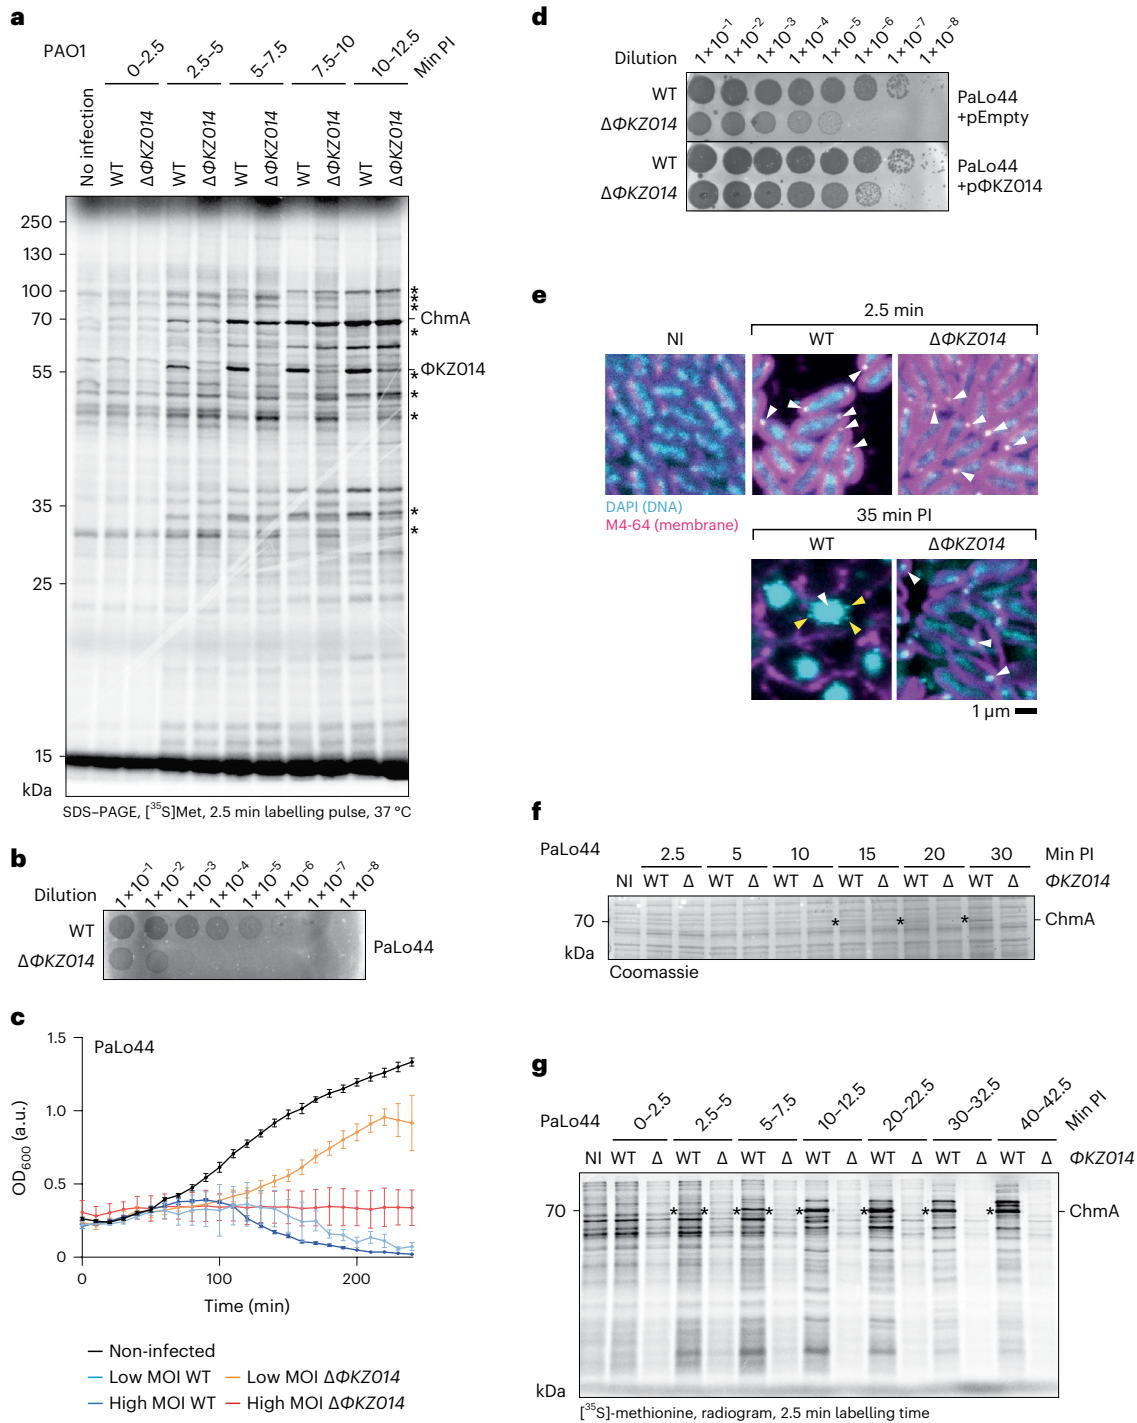 a
PAO1
0–2.5
2.5–5
5–7.5
7.5–10
10–12.5
Min PI
No infection
WT
ΔΦKZ014
WT
ΔΦKZ014
WT
ΔΦKZ014
WT
ΔΦKZ014
WT
ΔΦKZ014
250
130
100
70
55
35
25
15
kDa
*
*
*
ChmA
*
ΦKZ014
*
*
*
*
*
SDS–PAGE, [³⁵S]Met, 2.5 min labelling pulse, 37 °C
b
Dilution
1×10⁻¹
1×10⁻²
1×10⁻³
1×10⁻⁴
1×10⁻⁵
1×10⁻⁶
1×10⁻⁷
1×10⁻⁸
WT
ΔΦKZ014
PaLo44
c
PaLo44
1.5
1.0
0.5
0
OD₆₀₀ (a.u.)
0
100
200
Time (min)
Non-infected
Low MOI WT
Low MOI ΔΦKZ014
High MOI WT
High MOI ΔΦKZ014
d
Dilution
1×10⁻¹
1×10⁻²
1×10⁻³
1×10⁻⁴
1×10⁻⁵
1×10⁻⁶
1×10⁻⁷
1×10⁻⁸
WT
ΔΦKZ014
PaLo44
+pEmpty
WT
ΔΦKZ014
PaLo44
+pΦKZ014
e
2.5 min
NI
WT
ΔΦKZ014
DAPI (DNA)
M4-64 (membrane)
35 min PI
WT
ΔΦKZ014
1 µm
f
PaLo44
2.5 5 10 15 20 30 Min PI
NI WT Δ WT Δ WT Δ WT Δ WT Δ WT Δ ΦKZ014
70
* * *
ChmA
kDa
Coomassie
g
PaLo44
0–2.5
2.5–5
5–7.5
10–12.5
20–22.5
30–32.5
40–42.5
Min PI
NI WT Δ WT Δ WT Δ WT Δ WT Δ WT Δ WT Δ ΦKZ014
70
* * * * * * *
ChmA
kDa
[³⁵S]-methionine, radiogram, 2.5 min labelling time